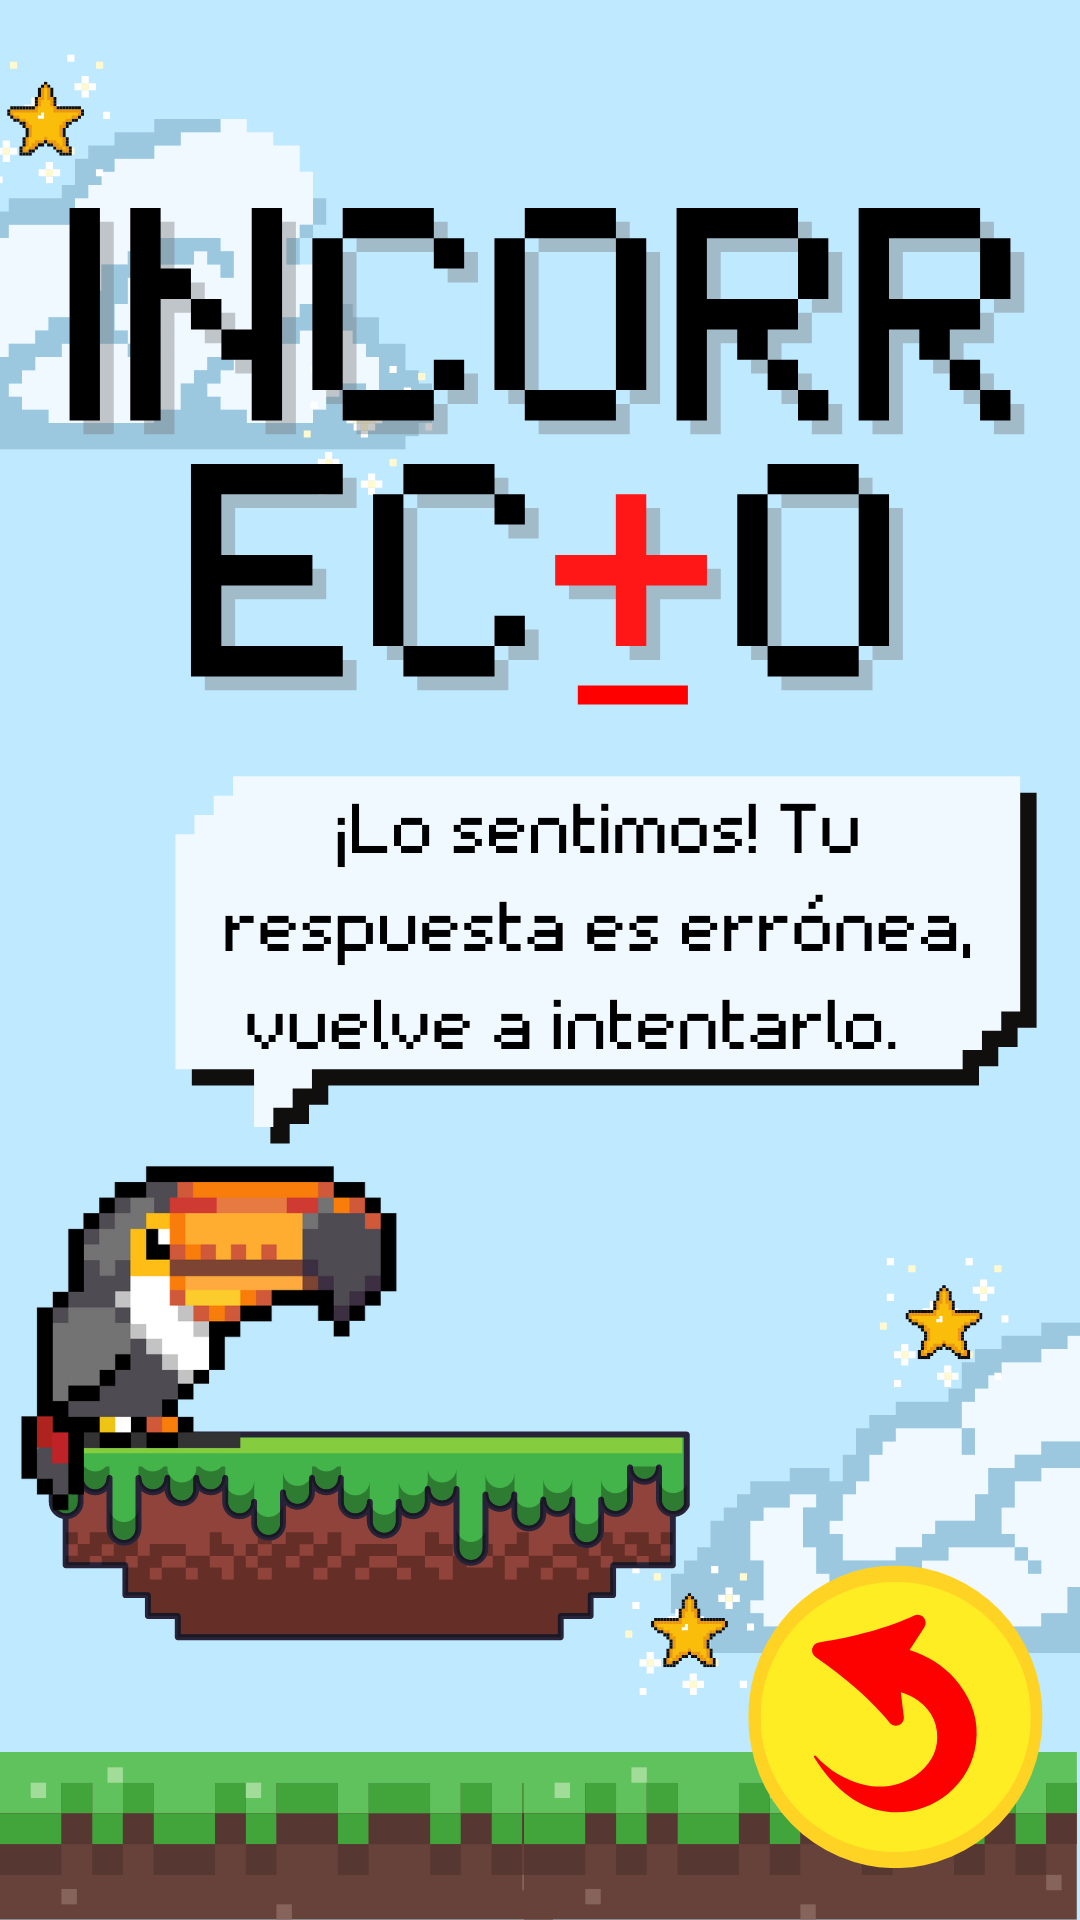 INCORR
EC±O
¡Lo sentimos! Tu
respuesta es errónea,
vuelve a intentarlo.